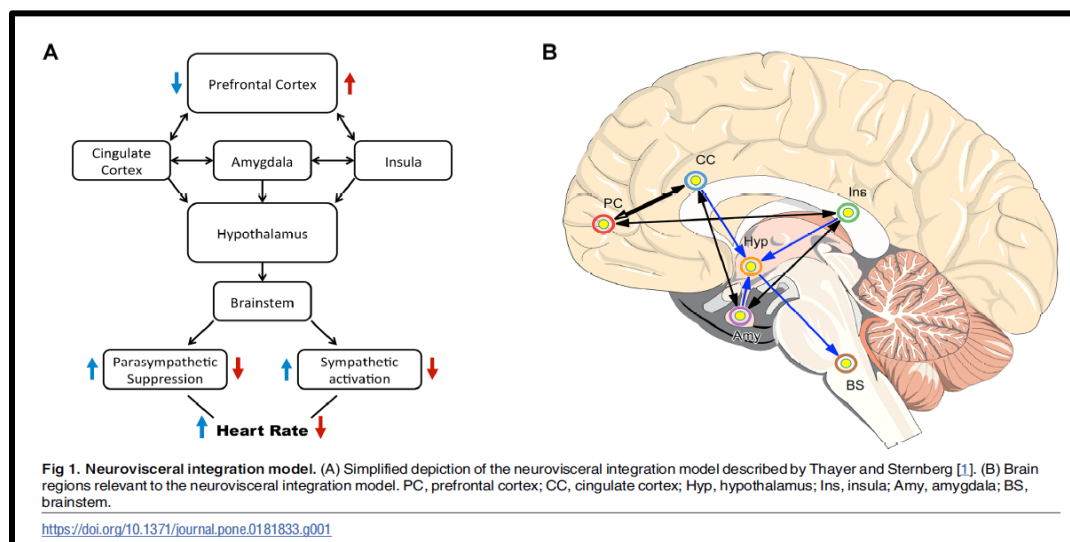 A
Prefrontal Cortex
Cingulate
Cortex
Amygdala
Insula
Hypothalamus
Brainstem
Parasympathetic
Suppression
Sympathetic
activation
Heart Rate
B
CC
PC
Ins
Hyp
Amy
BS
Fig 1. Neurovisceral integration model. (A) Simplified depiction of the neurovisceral integration model described by Thayer and Sternberg [1]. (B) Brain
regions relevant to the neurovisceral integration model. PC, prefrontal cortex; CC, cingulate cortex; Hyp, hypothalamus; Ins, insula; Amy, amygdala; BS,
brainstem.
https://doi.org/10.1371/journal.pone.0181833.g001